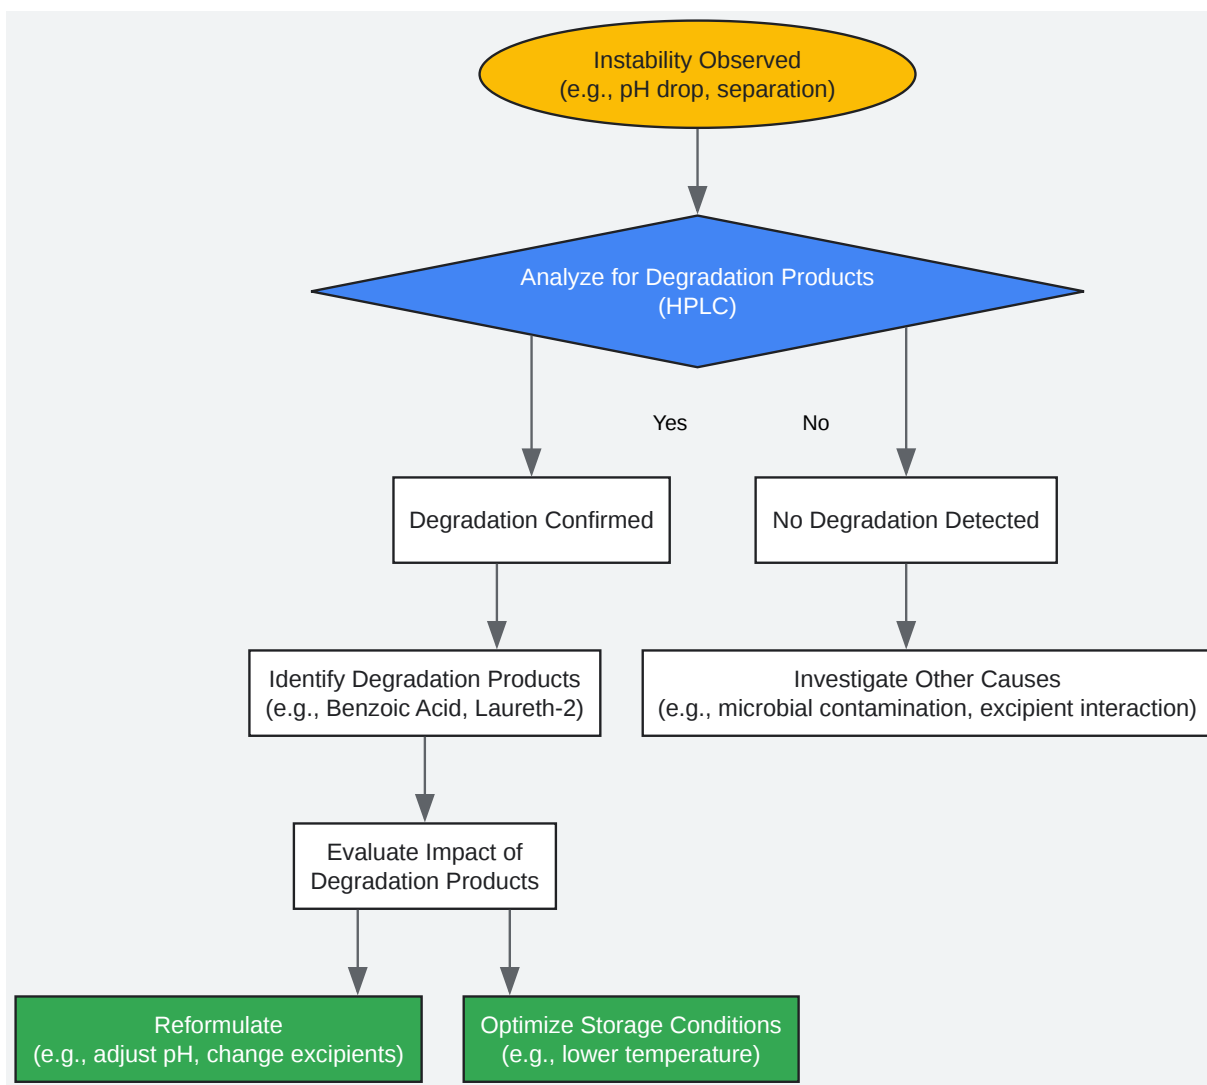 Instability Observed
(e.g., pH drop, separation)
Analyze for Degradation Products
(HPLC)
Yes
No
Degradation Confirmed
No Degradation Detected
Identify Degradation Products
(e.g., Benzoic Acid, Laureth-2)
Investigate Other Causes
(e.g., microbial contamination, excipient interaction)
Evaluate Impact of
Degradation Products
Reformulate
(e.g., adjust pH, change excipients)
Optimize Storage Conditions
(e.g., lower temperature)